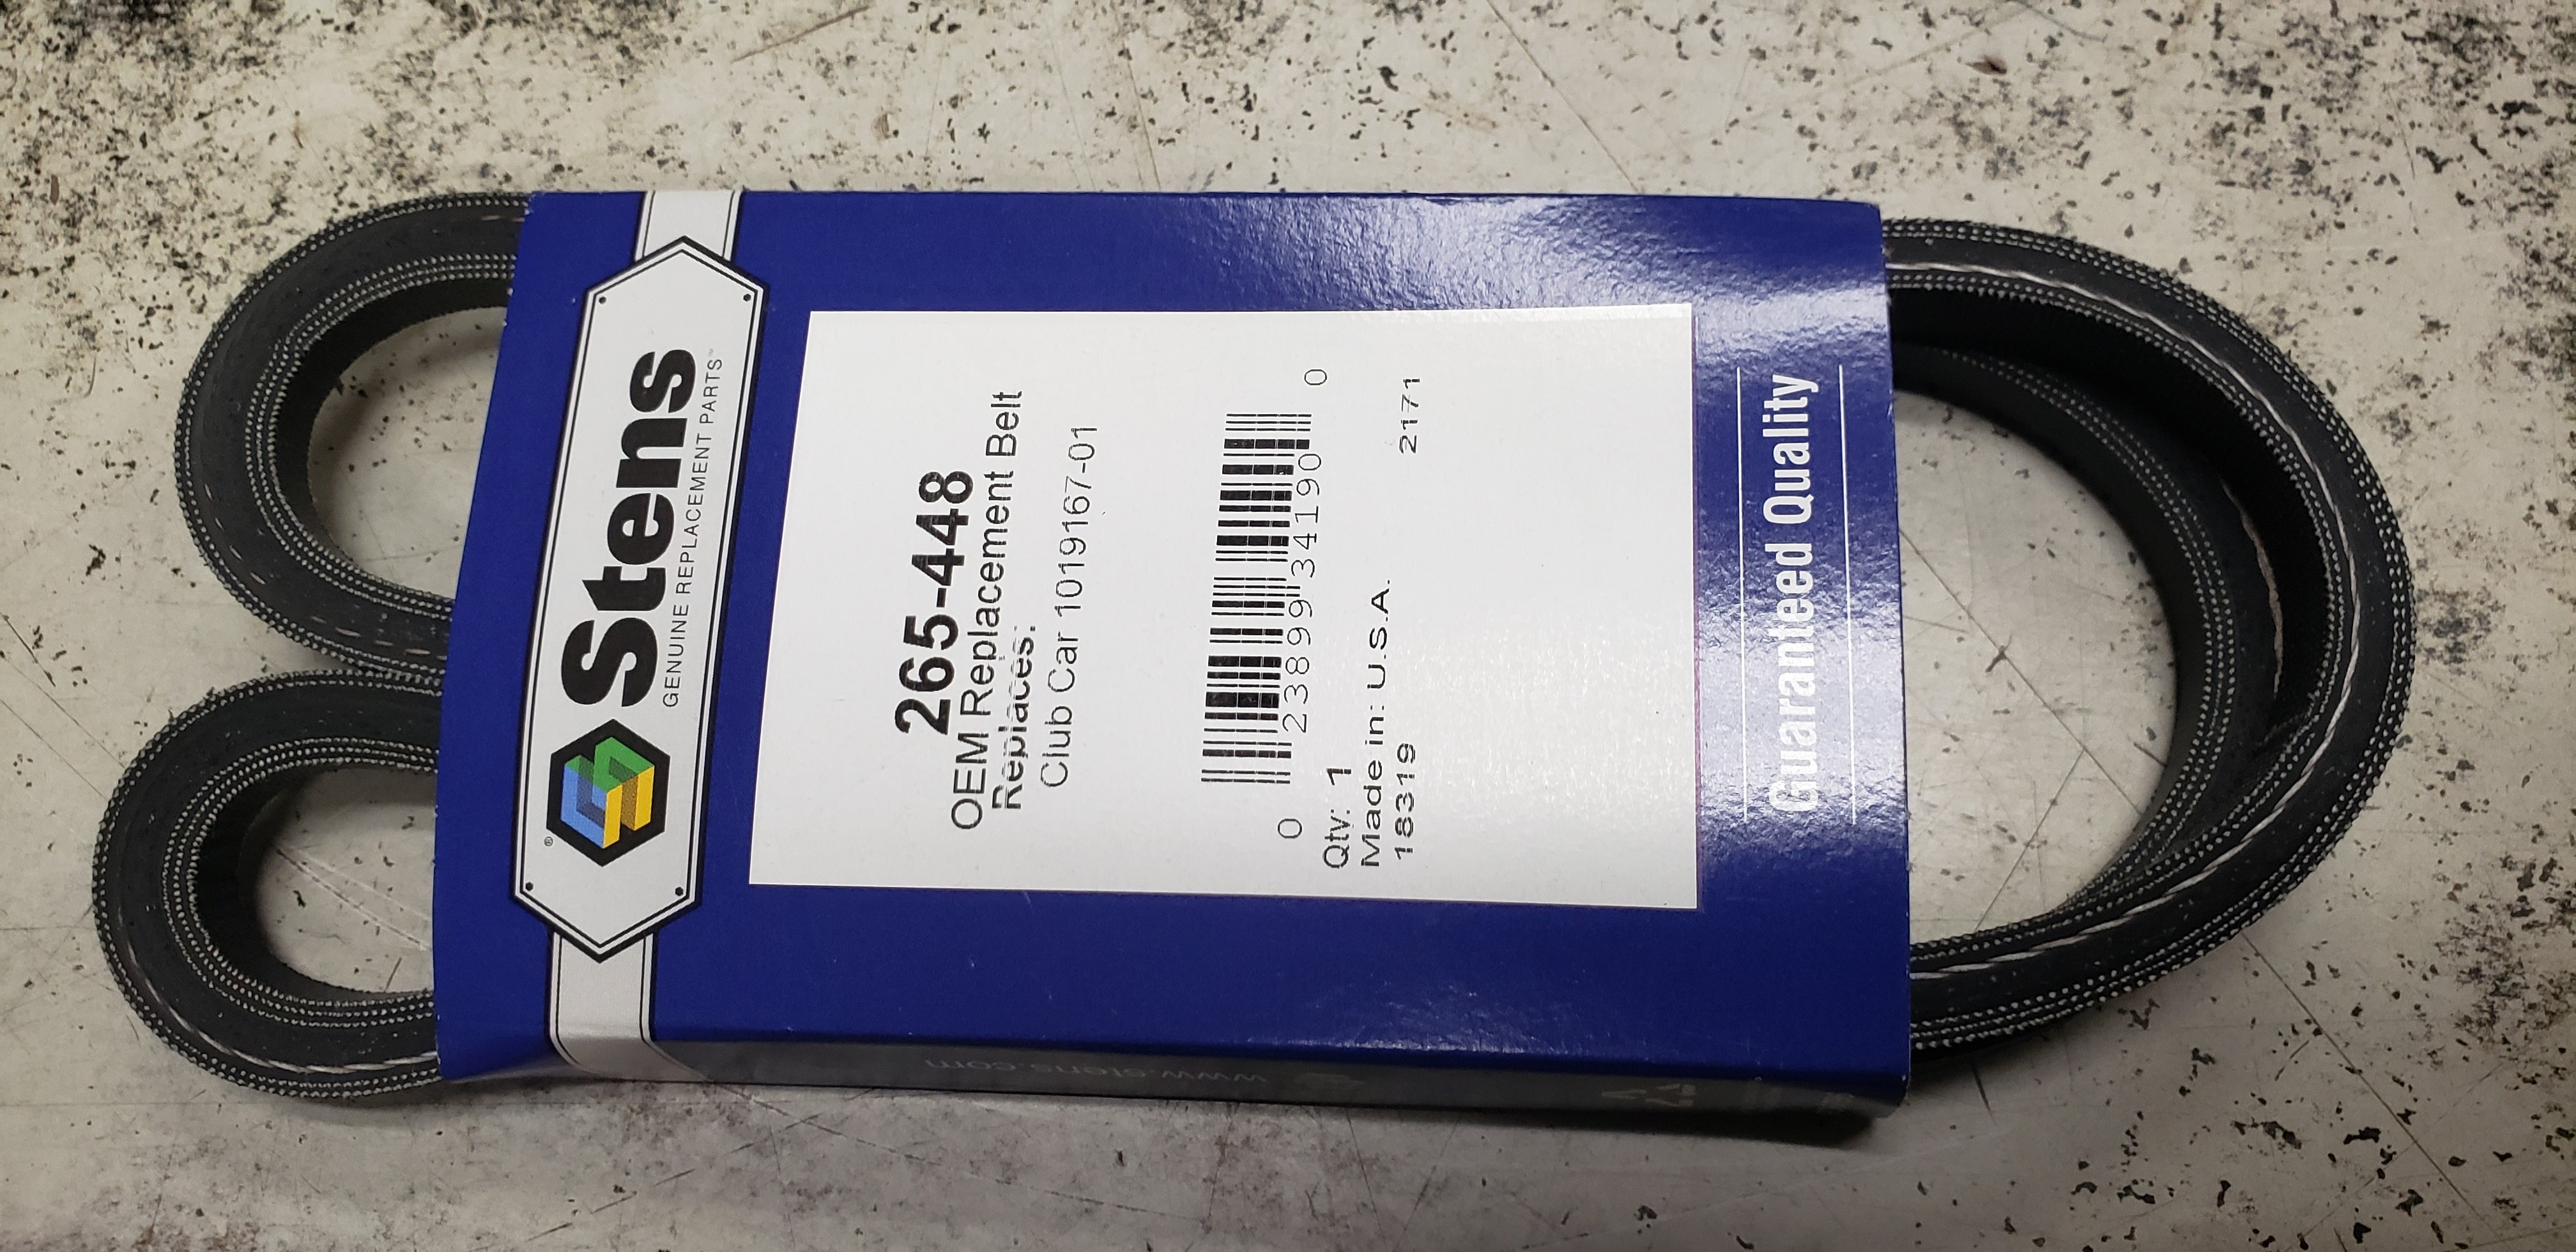 Stens
GENUINE REPLACEMENT PARTS™
®
265-448
OEM Replacement Belt
Replaces:
Club Car 1019167-01
0 23899 34190 0
Qty: 1
Made in: U.S.A.
18319 2171
Guaranteed Quality
www.stens.com